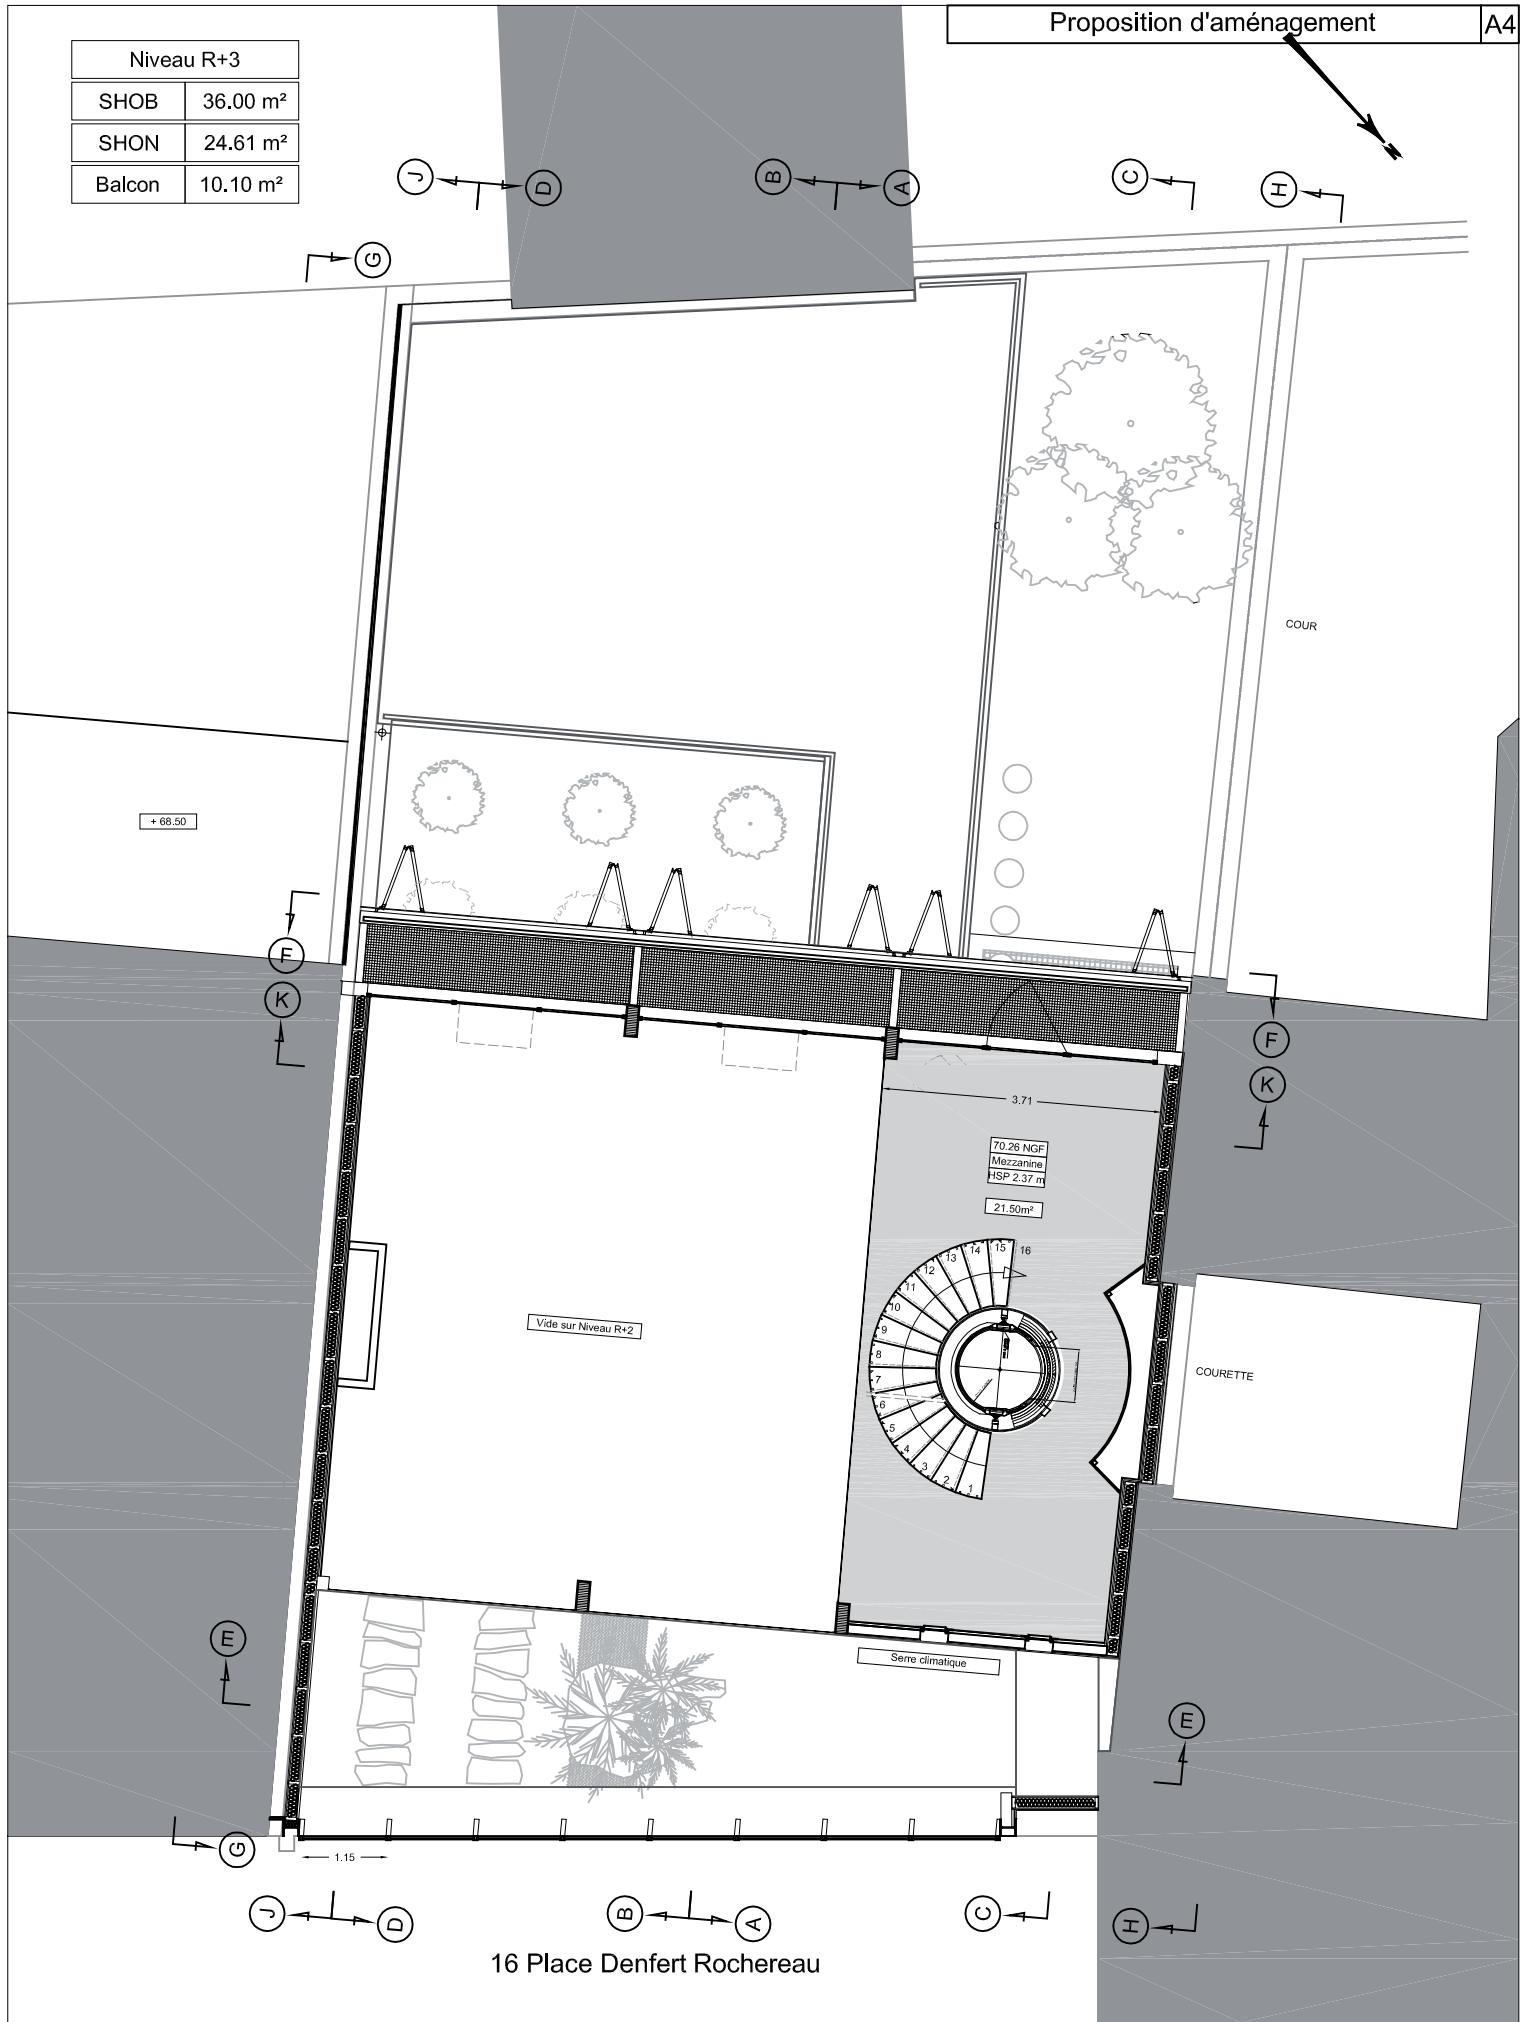 Proposition d'aménagement
A4
Niveau R+3
SHOB 36.00 m²
SHON 24.61 m²
Balcon 10.10 m²
J
D
B
A
C
H
G
N
COUR
+ 68.50
F
K
F
K
3.71
70.26 NGF
Mezzanine
HSP 2.37 m
21.50m²
16
15
14
13
12
11
10
9
8
7
6
5
4
3
2
1
Vide sur Niveau R+2
COURETTE
E
Serre climatique
E
G
1.15
J
D
B
A
C
H
16 Place Denfert Rochereau